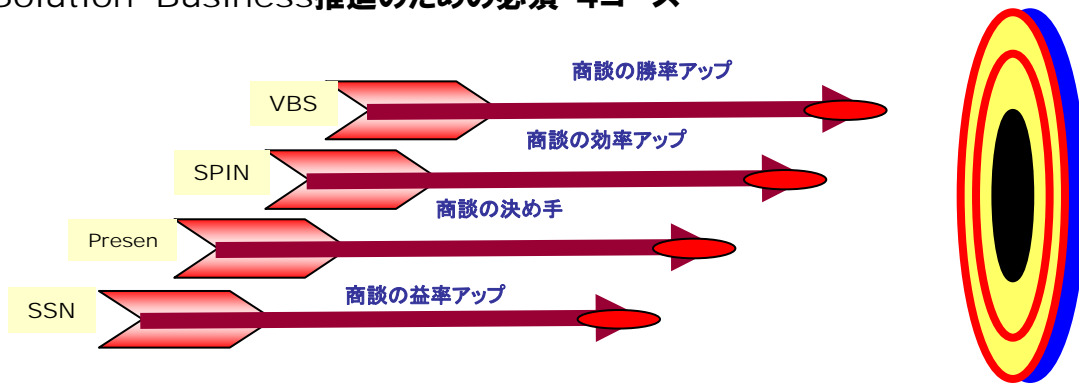 Solution Business推進のための必須 4コース
商談の勝率アップ
VBS
商談の効率アップ
SPIN
商談の決め手
Presen
商談の益率アップ
SSN